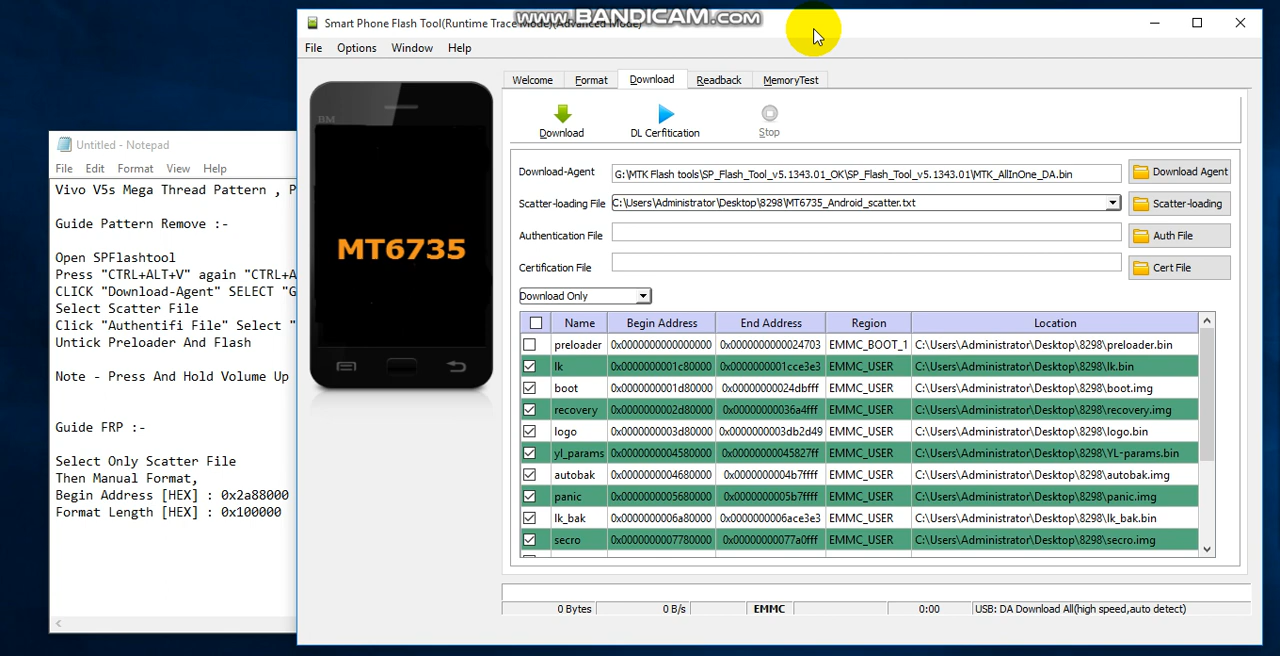 www.BANDICAM.com
Smart Phone Flash Tool(Runtime Trace Mode)(Advanced Mode)
File Options Window Help
Welcome Format Download Readback MemoryTest
Download DL Cerfitication Stop
BM
MT6735
Download-Agent G:\MTK Flash tools\SP_Flash_Tool_v5.1343.01_OK\SP_Flash_Tool_v5.1343.01\MTK_AllInOne_DA.bin Download Agent
Scatter-loading File C:\Users\Administrator\Desktop\8298\MT6735_Android_scatter.txt Scatter-loading
Authentication File Auth File
Certification File Cert File
Download Only
Name Begin Address End Address Region Location
preloader 0x0000000000000000 0x0000000000024703 EMMC_BOOT_1 C:\Users\Administrator\Desktop\8298\preloader.bin
lk 0x0000000001c80000 0x0000000001cce3e3 EMMC_USER C:\Users\Administrator\Desktop\8298\lk.bin
boot 0x0000000001d80000 0x00000000024dbfff EMMC_USER C:\Users\Administrator\Desktop\8298\boot.img
recovery 0x0000000002d80000 0x00000000036a4fff EMMC_USER C:\Users\Administrator\Desktop\8298\recovery.img
logo 0x0000000003d80000 0x0000000003db2d49 EMMC_USER C:\Users\Administrator\Desktop\8298\logo.bin
yl_params 0x0000000004580000 0x00000000045827ff EMMC_USER C:\Users\Administrator\Desktop\8298\YL-params.bin
autobak 0x0000000004680000 0x0000000004b7ffff EMMC_USER C:\Users\Administrator\Desktop\8298\autobak.img
panic 0x0000000005680000 0x0000000005b7ffff EMMC_USER C:\Users\Administrator\Desktop\8298\panic.img
lk_bak 0x0000000006a80000 0x0000000006ace3e3 EMMC_USER C:\Users\Administrator\Desktop\8298\lk_bak.bin
secro 0x0000000007780000 0x00000000077a0fff EMMC_USER C:\Users\Administrator\Desktop\8298\secro.img
0 Bytes 0 B/s EMMC 0:00 USB: DA Download All(high speed,auto detect)
Untitled - Notepad
File Edit Format View Help
Vivo V5s Mega Thread Pattern , P
Guide Pattern Remove :-
Open SPFlashtool
Press "CTRL+ALT+V" again "CTRL+A
CLICK "Download-Agent" SELECT "G
Select Scatter File
Click "Authentifi File" Select "
Untick Preloader And Flash
Note - Press And Hold Volume Up
Guide FRP :-
Select Only Scatter File
Then Manual Format,
Begin Address [HEX] : 0x2a88000
Format Length [HEX] : 0x100000